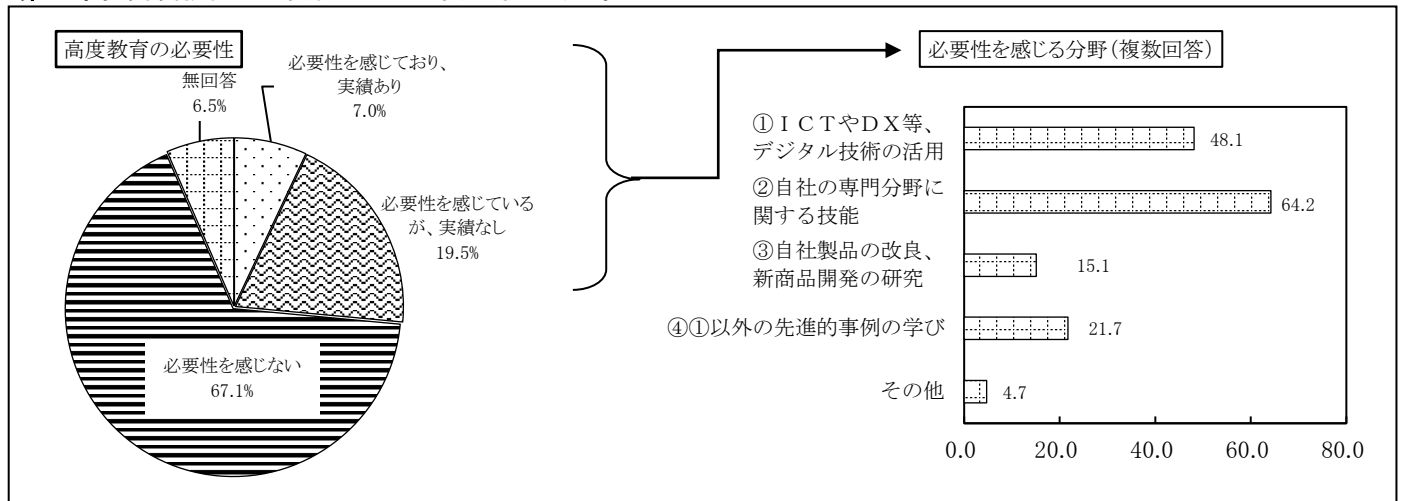 高度教育の必要性
無回答
6.5%
必要性を感じており、
実績あり
7.0%
必要性を感じている
が、実績なし
19.5%
必要性を感じない
67.1%
必要性を感じる分野（複数回答）
①ＩＣＴやＤＸ等、
デジタル技術の活用
48.1
②自社の専門分野に
関する技能
64.2
③自社製品の改良、
新商品開発の研究
15.1
④①以外の先進的事例の学び
21.7
その他
4.7
0.0 20.0 40.0 60.0 80.0